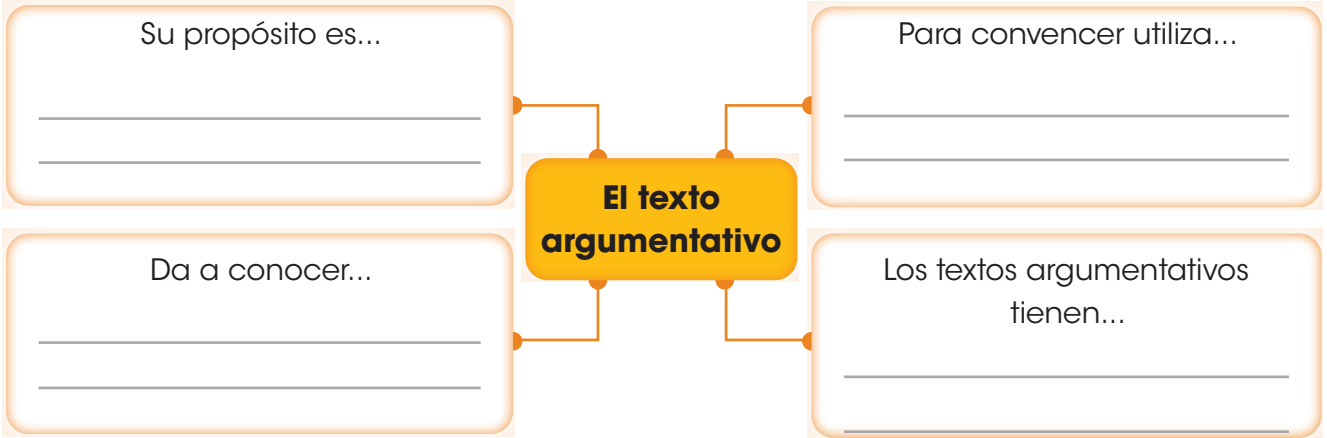 Su propósito es...
Para convencer utiliza...
El texto
argumentativo
Da a conocer...
Los textos argumentativos
tienen...